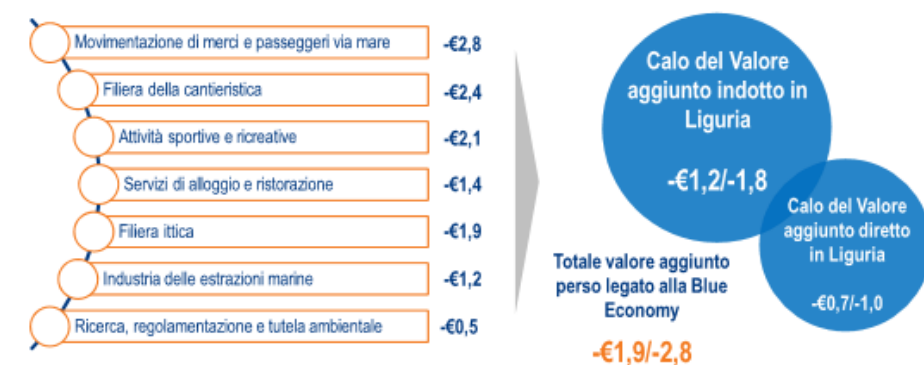 Movimentazione di merci e passeggeri via mare -€2,8
Filiera della cantieristica -€2,4
Attività sportive e ricreative -€2,1
Servizi di alloggio e ristorazione -€1,4
Filiera ittica -€1,9
Industria delle estrazioni marine -€1,2
Ricerca, regolamentazione e tutela ambientale -€0,5
Calo del Valore
aggiunto indotto in
Liguria
-€1,2/-1,8
Calo del Valore
aggiunto diretto
in Liguria
-€0,7/-1,0
Totale valore aggiunto
perso legato alla Blue
Economy
-€1,9/-2,8